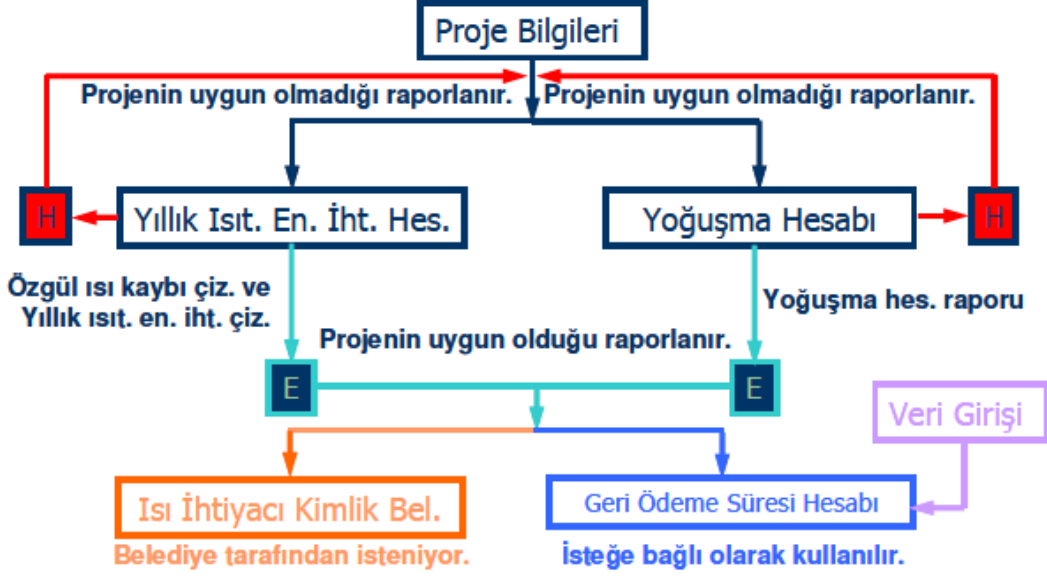 Proje Bilgileri
Projenin uygun olmadığı raporlanır.
Projenin uygun olmadığı raporlanır.
H
Yıllık Isıt. En. İht. Hes.
Yoğuşma Hesabı
H
Özgül ısı kaybı çiz. ve
Yıllık ısıt. en. iht. çiz.
Yoğuşma hes. raporu
Projenin uygun olduğu raporlanır.
E
E
Veri Girişi
Isı İhtiyacı Kimlik Bel.
Geri Ödeme Süresi Hesabı
Belediye tarafından isteniyor.
İsteğe bağlı olarak kullanılır.